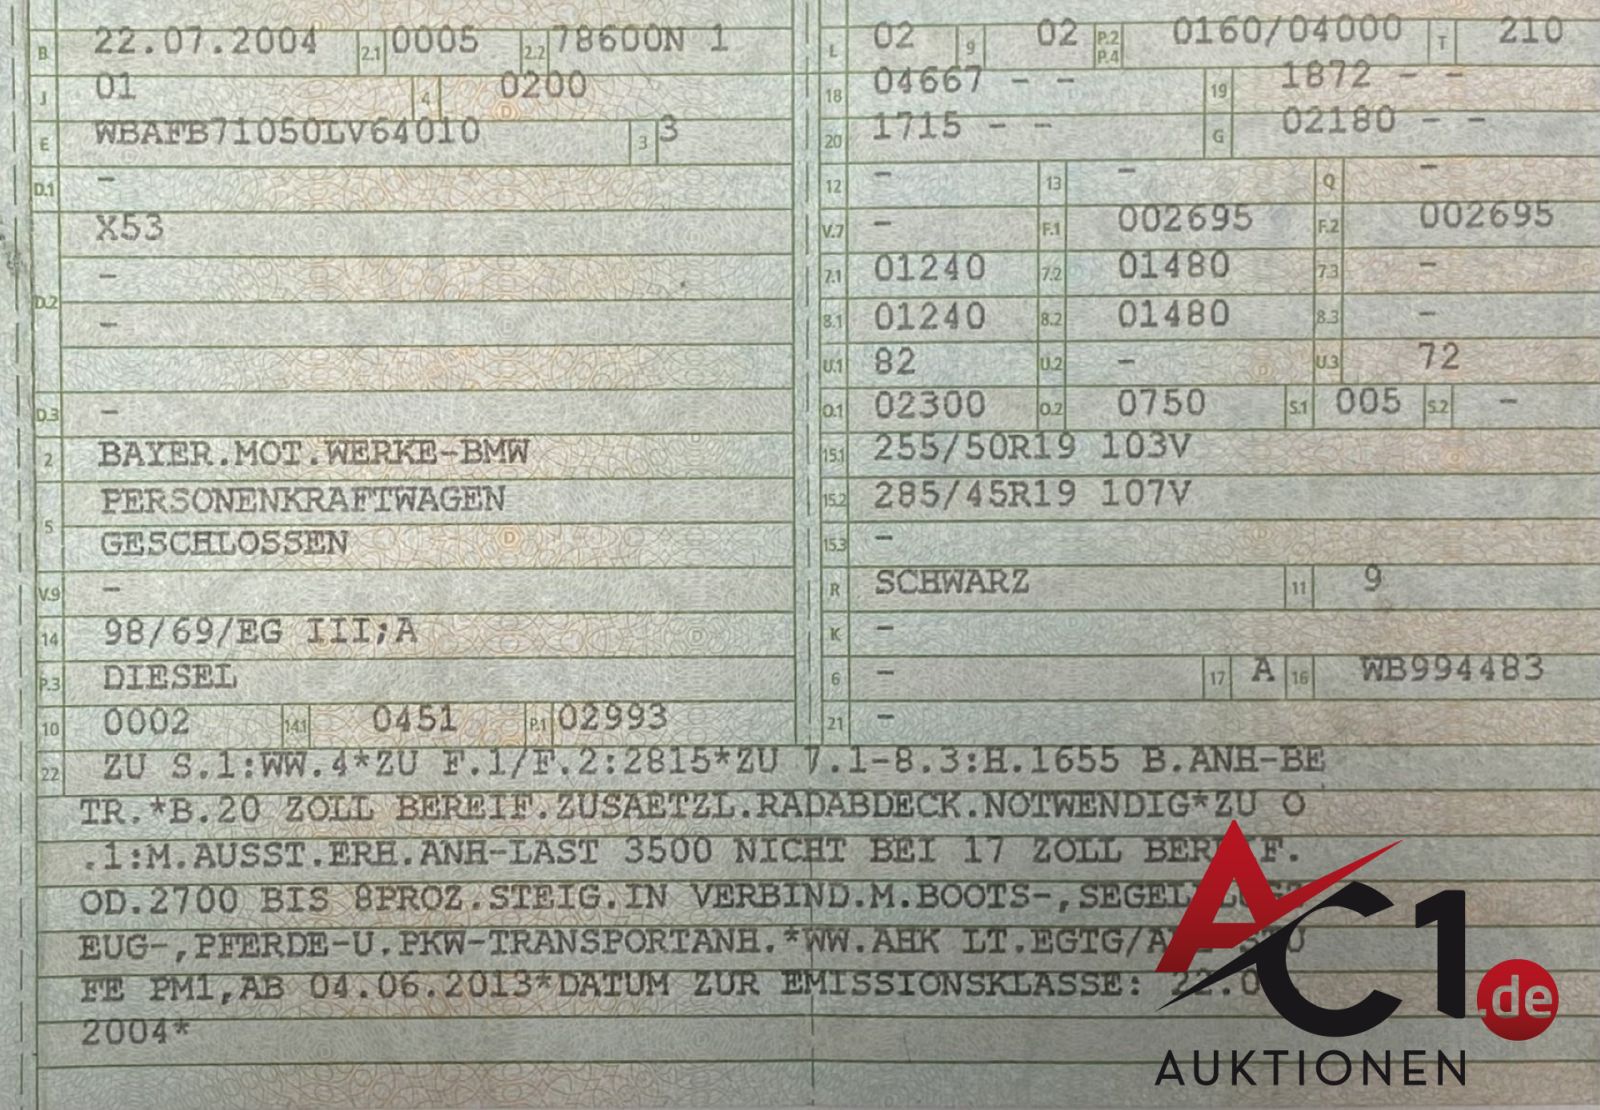 B 22.07.2004 2.1 0005 2.2 78600N 1
J 01 4 0200
E WBAFB71050LV64010 3 3
D.1 -
X53
-
D.2
-
D.3 -
2 BAYER.MOT.WERKE-BMW
PERSONENKRAFTWAGEN
5
GESCHLOSSEN
V.9 -
14 98/69/EG III;A
P.3 DIESEL
10 0002 14.1 0451 P.1 02993
L 02 9 02 P.2 P.4 0160/04000 T 210
18 04667 - - 19 1872 - -
20 1715 - - G 02180 - -
12 - 13 - Q -
V.7 - F.1 002695 F.2 002695
7.1 01240 7.2 01480 7.3 -
8.1 01240 8.2 01480 8.3 -
U.1 82 U.2 - U.3 72
O.1 02300 O.2 0750 S.1 005 S.2 -
15.1 255/50R19 103V
15.2 285/45R19 107V
15.3 -
R SCHWARZ 11 9
K -
6 - 17 A 16 WB994483
21 -
22 ZU S.1:WW.4*ZU F.1/F.2:2815*ZU 7.1-8.3:H.1655 B.ANH-BE
TR.*B.20 ZOLL BEREIF.ZUSAETZL.RADABDECK.NOTWENDIG*ZU O
.1:M.AUSST.ERH.ANH-LAST 3500 NICHT BEI 17 ZOLL
OD.2700 BIS 8PROZ.STEIG.IN VERBIND.M.BOOTS-,
EUG-,PFERDE-U.PKW-TRANSPORTANH.*WW.AHK
FE PM1,AB 04.06.2013*DATUM ZUR EMISSIONSKLASSE: 22.0
2004*
AC1.de
AUKTIONEN